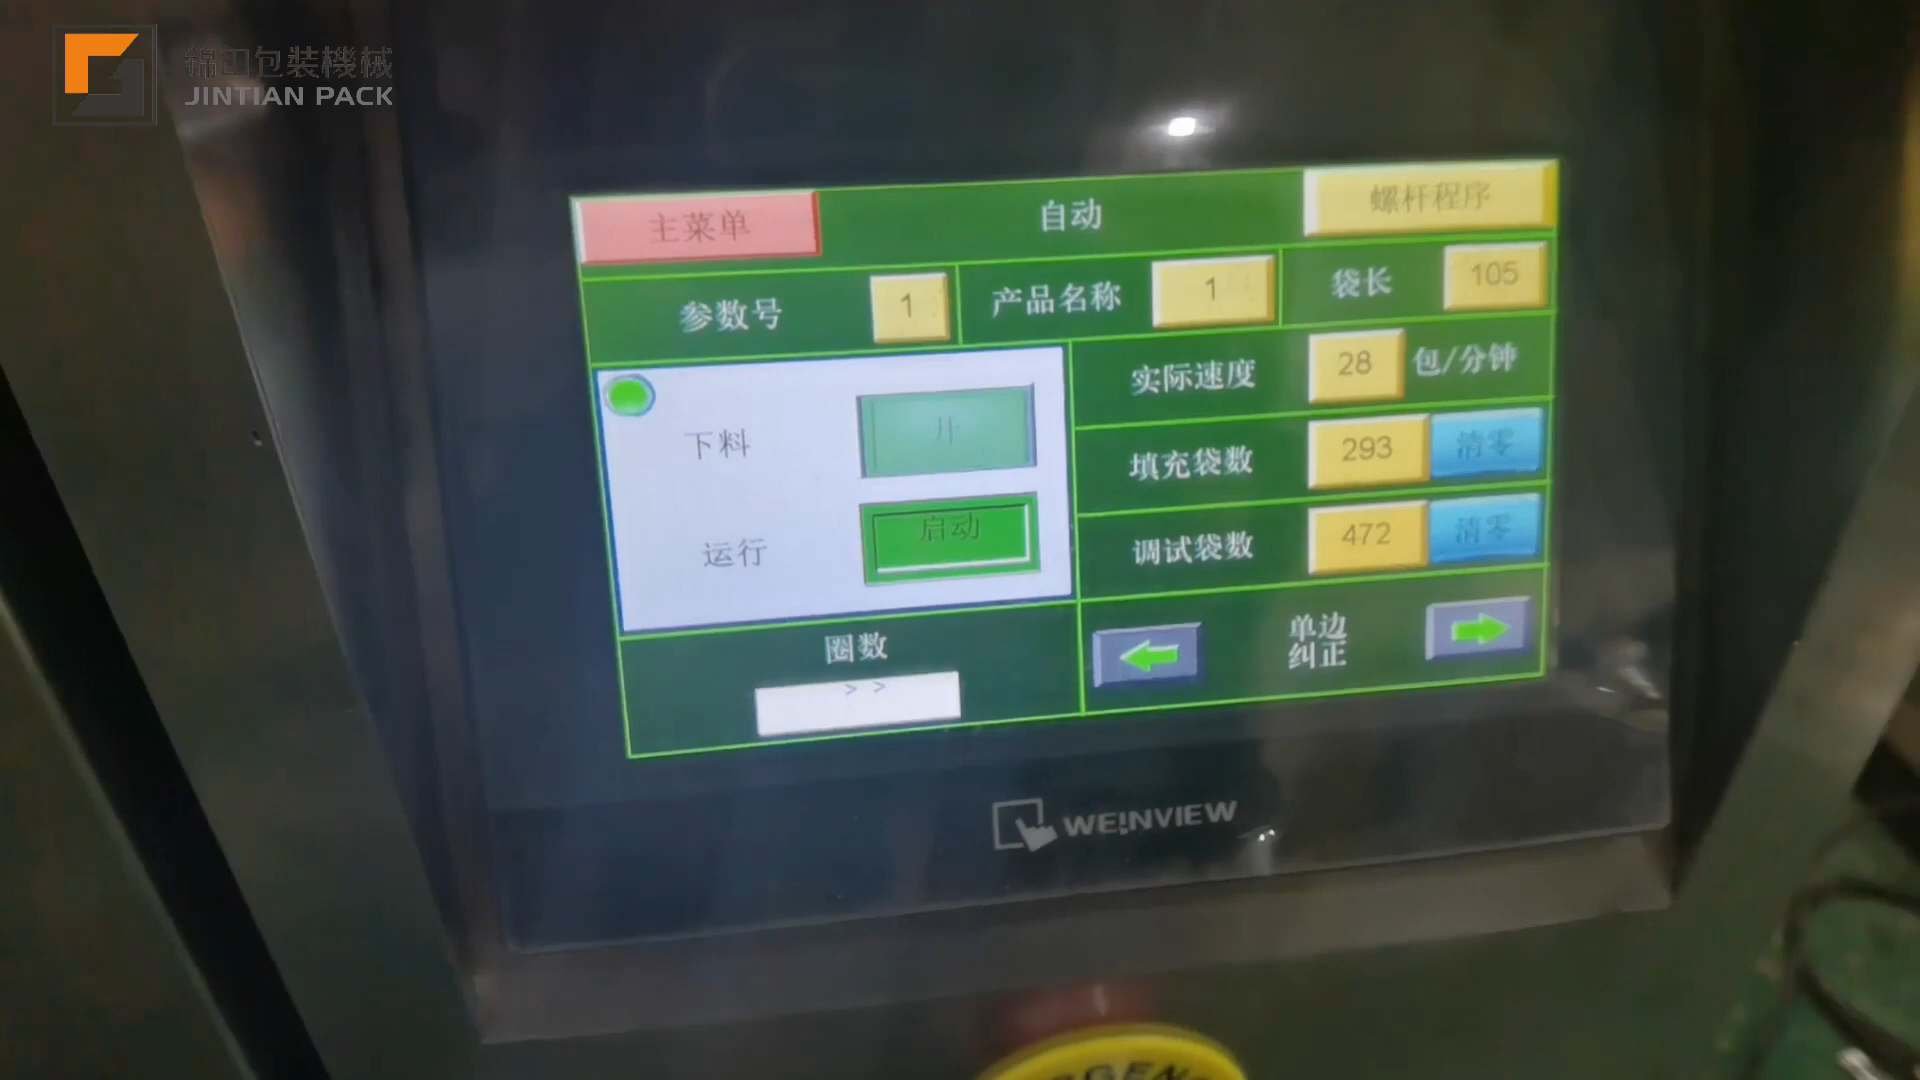 錦田包裝機械
JINTIAN PACK
主菜单
自动
螺杆程序
参数号
1
产品名称
1
袋长
105
下料
开
运行
启动
实际速度
28
包/分钟
填充袋数
293
清零
调试袋数
472
清零
圈数
> >
单边
纠正
WEINVIEW